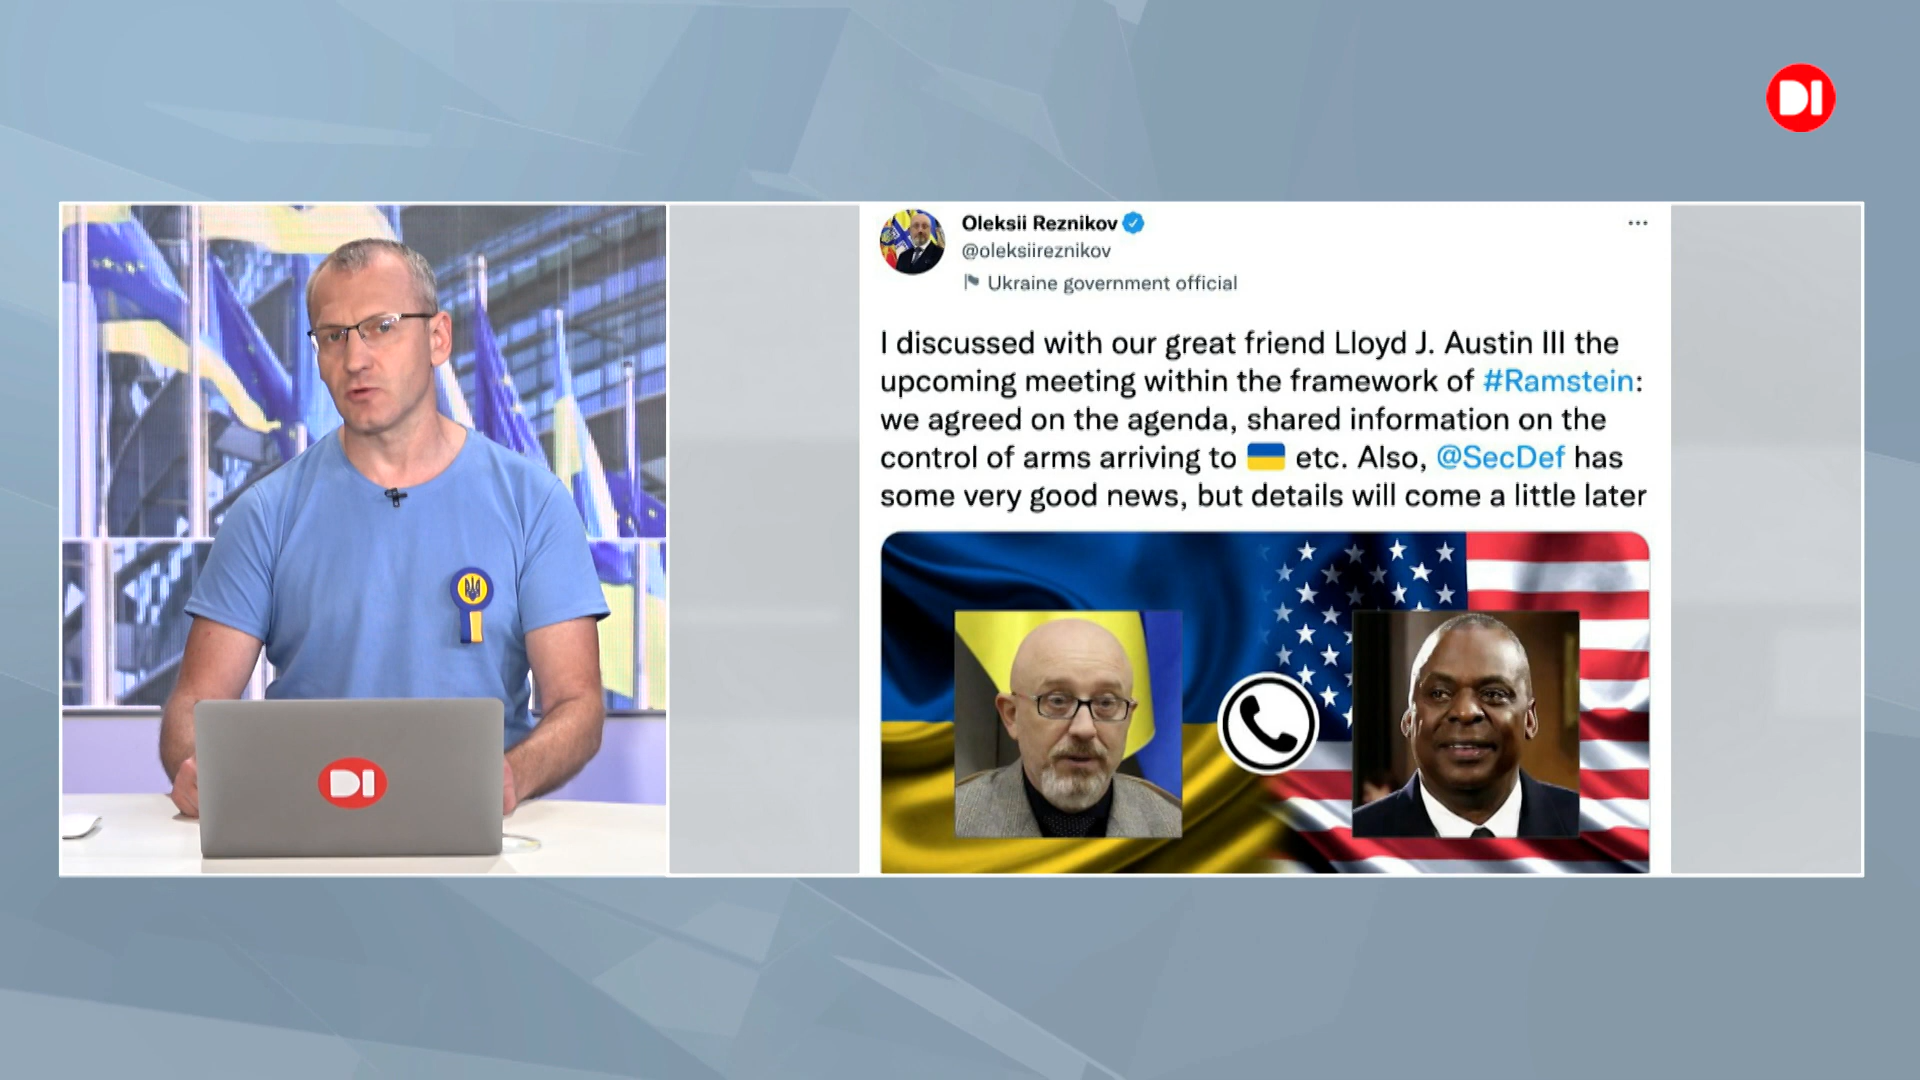 DI
Oleksii Reznikov
@oleksiireznikov
Ukraine government official
I discussed with our great friend Lloyd J. Austin III the
upcoming meeting within the framework of #Ramstein:
we agreed on the agenda, shared information on the
control of arms arriving to 🇺🇦 etc. Also, @SecDef has
some very good news, but details will come a little later
DI